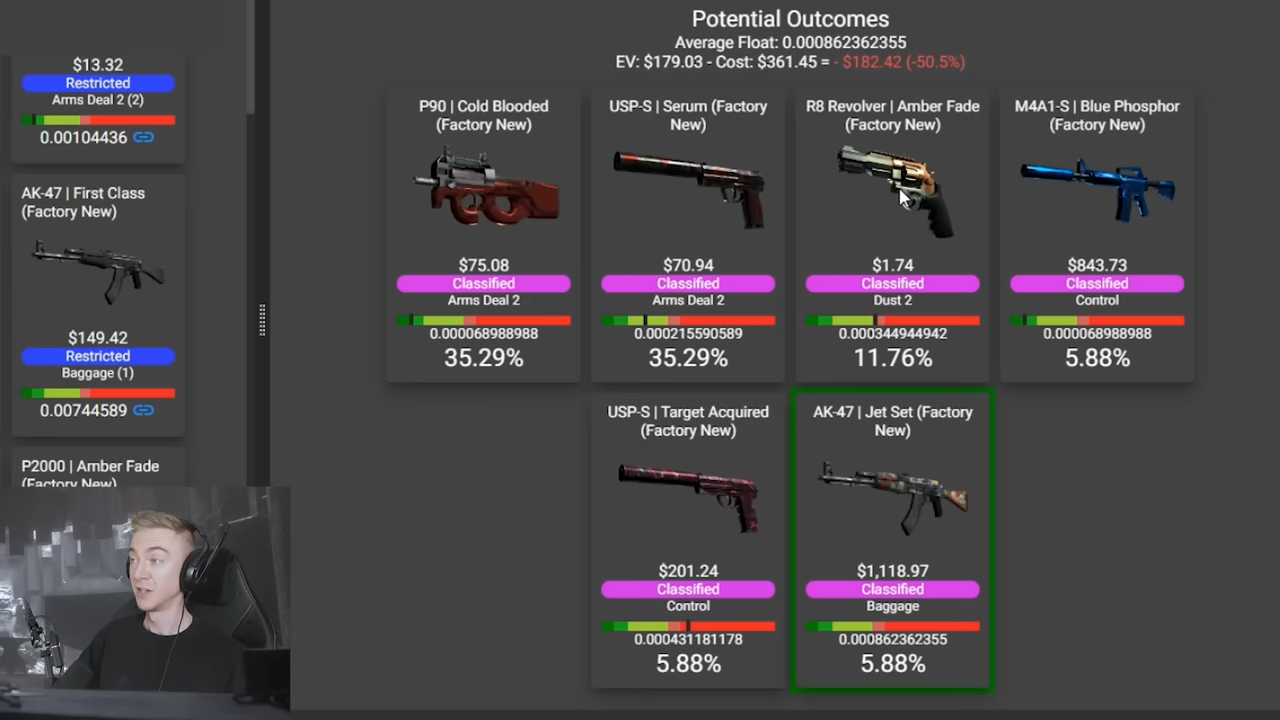 $13.32
Restricted
Arms Deal 2 (2)
0.00104436
AK-47 | First Class
(Factory New)
$149.42
Restricted
Baggage (1)
0.00744589
P2000 | Amber Fade
(Factory New)
Potential Outcomes
Average Float: 0.000862362355
EV: $179.03 - Cost: $361.45 = - $182.42 (-50.5%)
P90 | Cold Blooded
(Factory New)
$75.08
Classified
Arms Deal 2
0.000068988988
35.29%
USP-S | Serum (Factory
New)
$70.94
Classified
Arms Deal 2
0.000215590589
35.29%
R8 Revolver | Amber Fade
(Factory New)
$1.74
Classified
Dust 2
0.000344944942
11.76%
M4A1-S | Blue Phosphor
(Factory New)
$843.73
Classified
Control
0.000068988988
5.88%
USP-S | Target Acquired
(Factory New)
$201.24
Classified
Control
0.000431181178
5.88%
AK-47 | Jet Set (Factory
New)
$1,118.97
Classified
Baggage
0.000862362355
5.88%